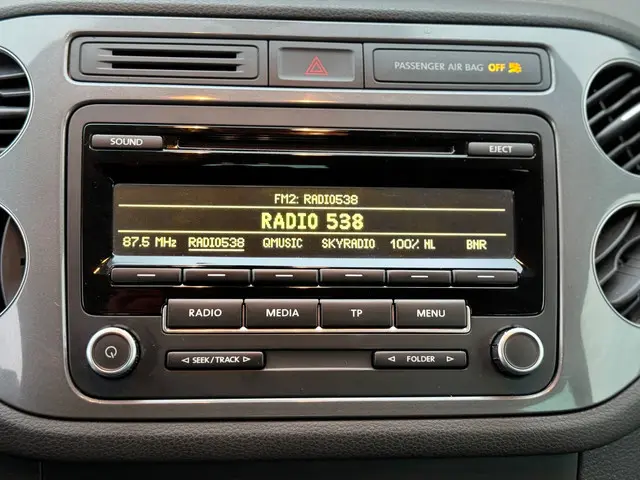 PASSENGER AIR BAG OFF
SOUND
EJECT
FM2: RADIO538
RADIO 538
87.5 MHz RADIO538 QMUSIC SKYRADIO 100% NL BNR
RADIO MEDIA TP MENU
SEEK/TRACK FOLDER